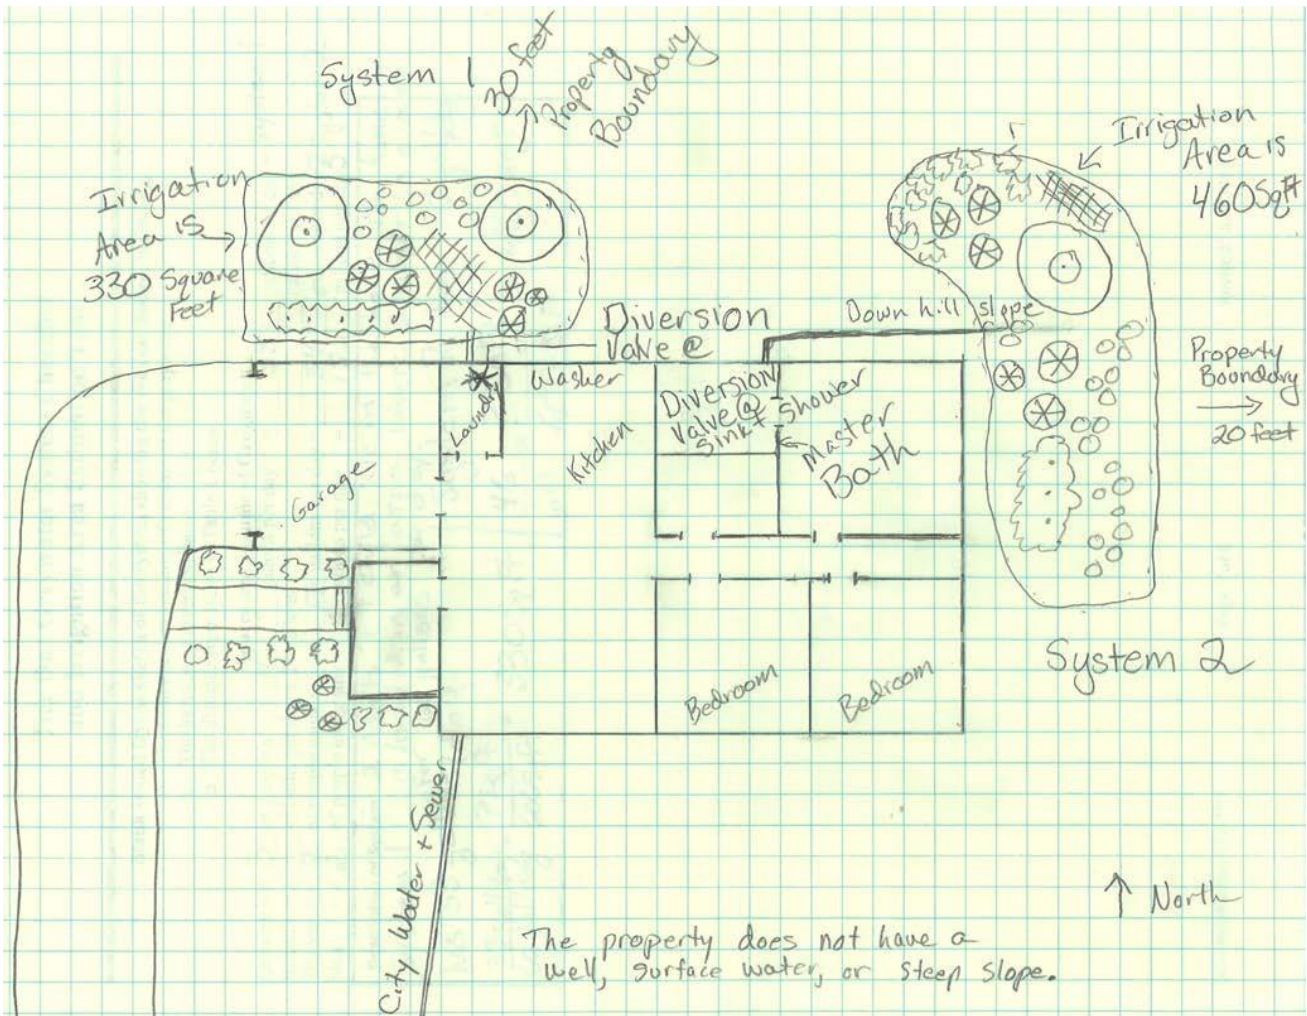 System 1
30 feet
Property
Boundary
Irrigation
Area is
330 Square
Feet
Irrigation
Area is
460 Sq ft
Diversion
Valve @
Washer
Down hill slope
Property
Boundary
20 feet
Laundry
Kitchen
Diversion
Valve @
Sink + Shower
Master
Bath
Garage
Bedroom
Bedroom
System 2
City Water + Sewer
North
The property does not have a
well, surface water, or steep slope.